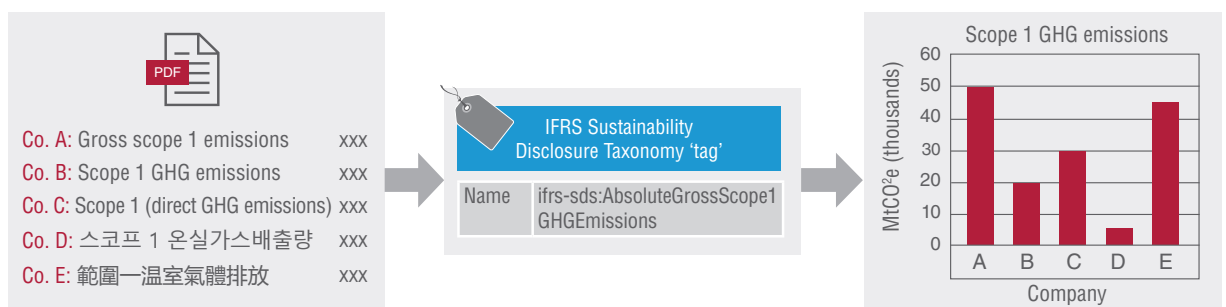 PDF
Co. A: Gross scope 1 emissions xxx
Co. B: Scope 1 GHG emissions xxx
Co. C: Scope 1 (direct GHG emissions) xxx
Co. D: 스코프 1 온실가스배출량 xxx
Co. E: 範圍一温室氣體排放 xxx
IFRS Sustainability
Disclosure Taxonomy ‘tag’
Name ifrs-sds:AbsoluteGrossScope1
GHGEmissions
Scope 1 GHG emissions
MtCO²e (thousands)
60
50
40
30
20
10
0
A B C D E
Company